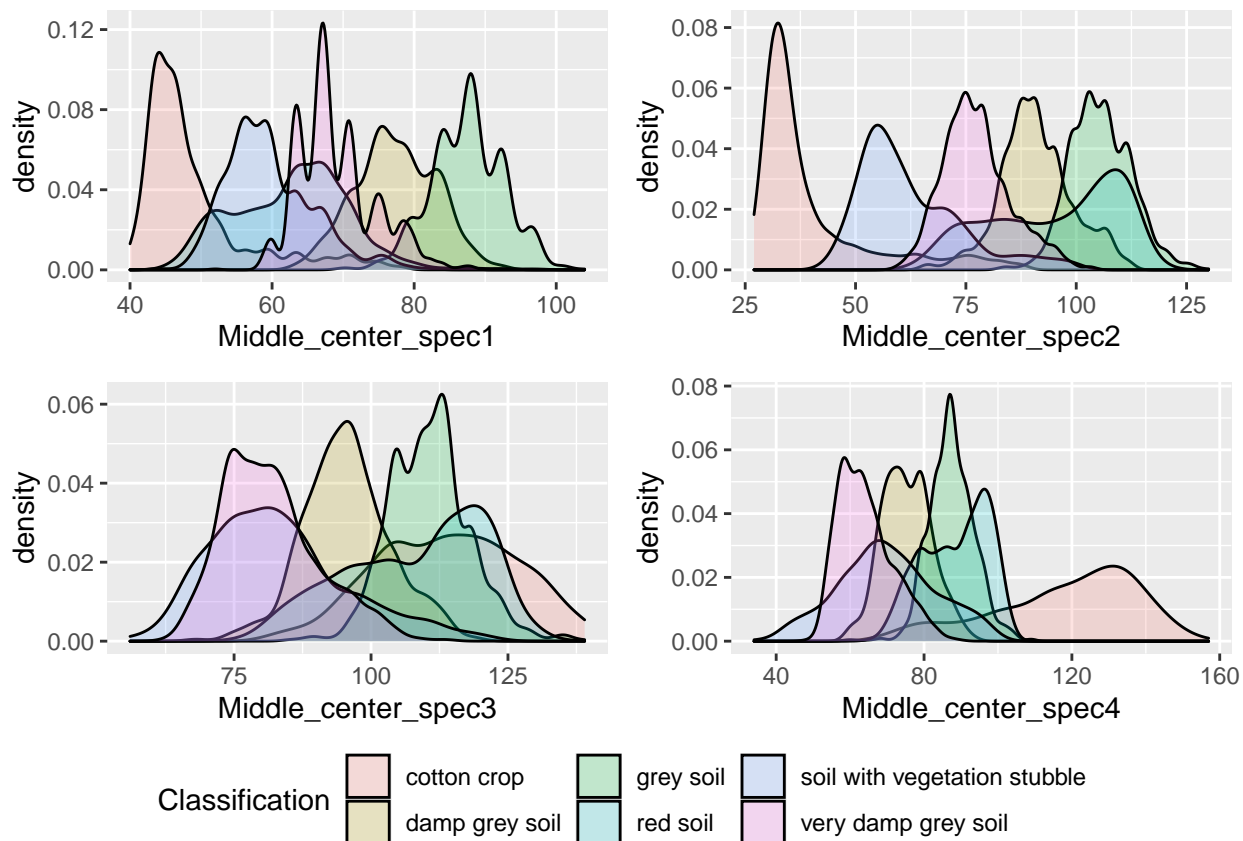 0.12
0.08
0.04
0.00
density
40 60 80 100
Middle_center_spec1
0.08
0.06
0.04
0.02
0.00
density
25 50 75 100 125
Middle_center_spec2
0.06
0.04
0.02
0.00
density
75 100 125
Middle_center_spec3
0.08
0.06
0.04
0.02
0.00
density
40 80 120 160
Middle_center_spec4
Classification
cotton crop grey soil soil with vegetation stubble
damp grey soil red soil very damp grey soil